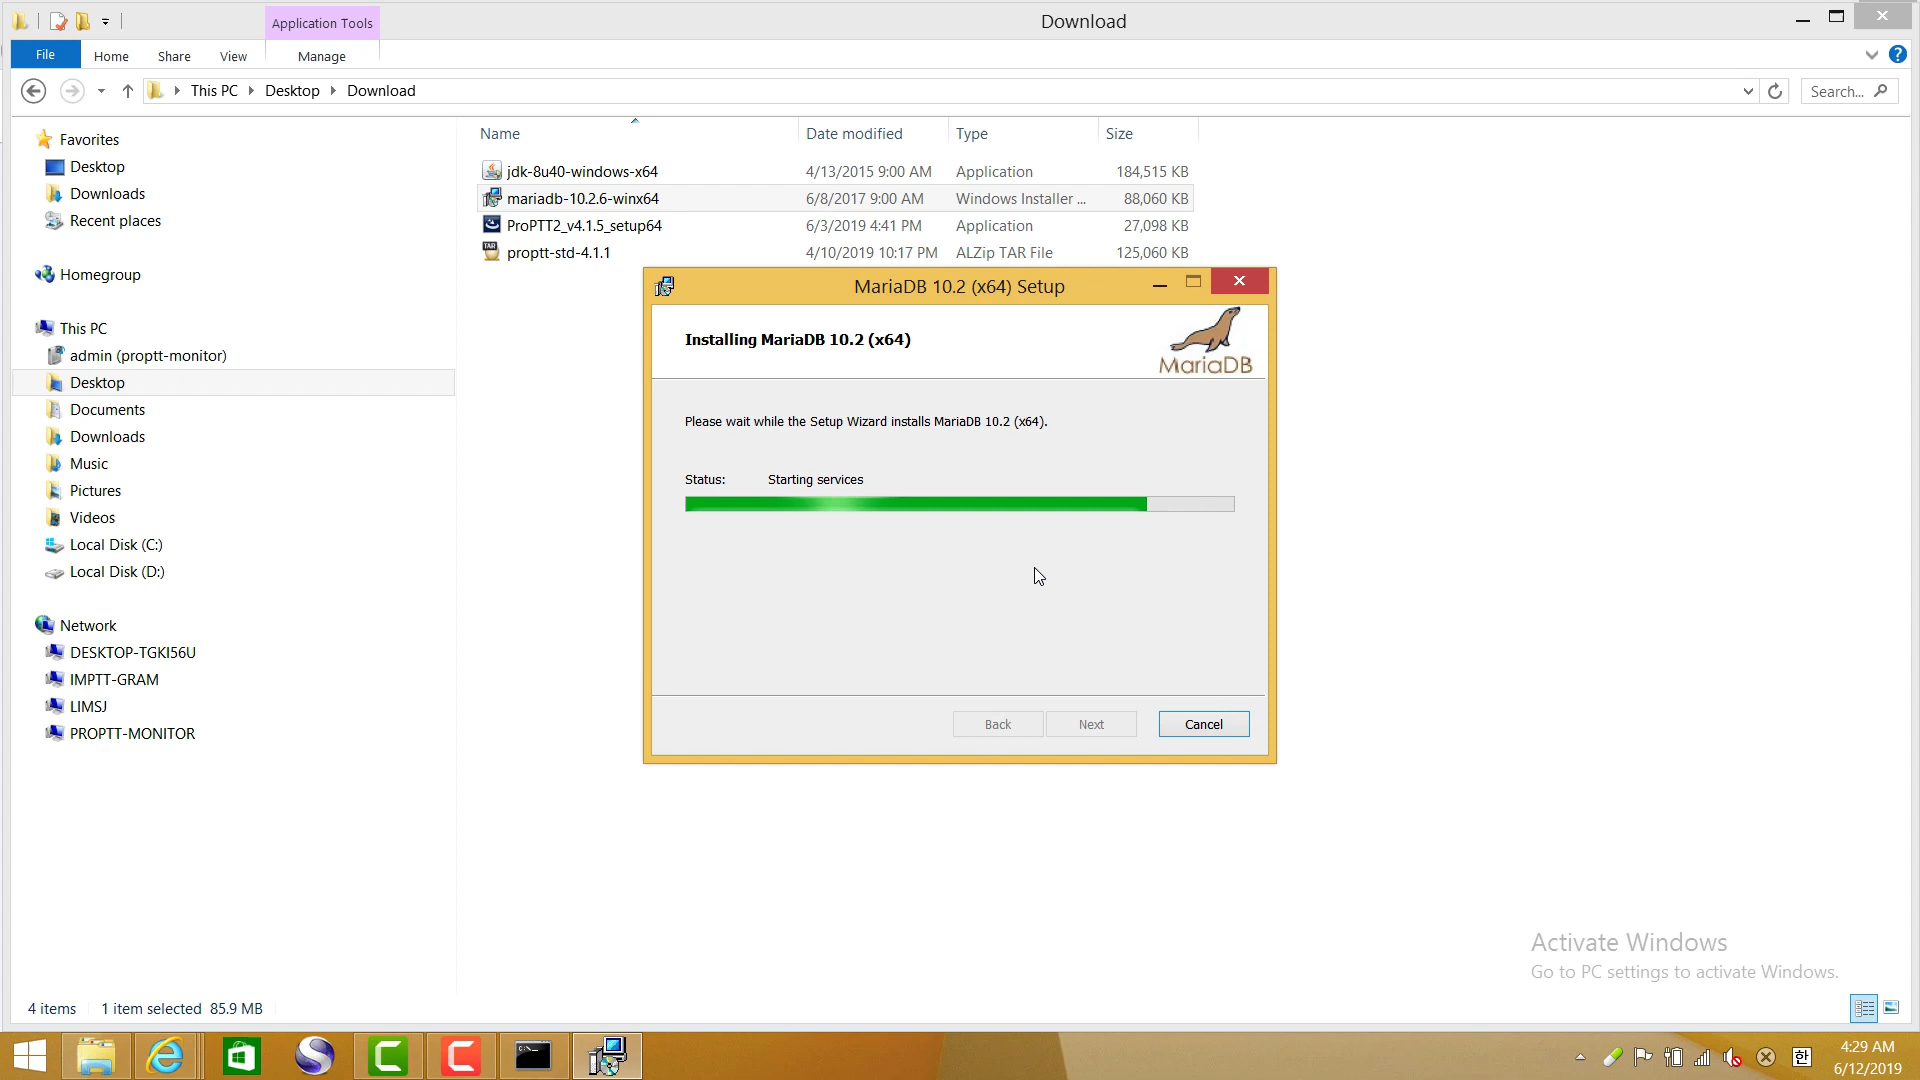 Application Tools
Download
File
Home
Share
View
Manage
This PC
Desktop
Download
Search...
Name
Date modified
Type
Size
jdk-8u40-windows-x64
4/13/2015 9:00 AM
Application
184,515 KB
mariadb-10.2.6-winx64
6/8/2017 9:00 AM
Windows Installer ...
88,060 KB
ProPTT2_v4.1.5_setup64
6/3/2019 4:41 PM
Application
27,098 KB
proptt-std-4.1.1
4/10/2019 10:17 PM
ALZip TAR File
125,060 KB
Favorites
Desktop
Downloads
Recent places
Homegroup
This PC
admin (proptt-monitor)
Desktop
Documents
Downloads
Music
Pictures
Videos
Local Disk (C:)
Local Disk (D:)
Network
DESKTOP-TGKI56U
IMPTT-GRAM
LIMSJ
PROPTT-MONITOR
MariaDB 10.2 (x64) Setup
Installing MariaDB 10.2 (x64)
MariaDB
Please wait while the Setup Wizard installs MariaDB 10.2 (x64).
Status:
Starting services
Back
Next
Cancel
Activate Windows
Go to PC settings to activate Windows.
4 items
1 item selected 85.9 MB
한
4:29 AM
6/12/2019